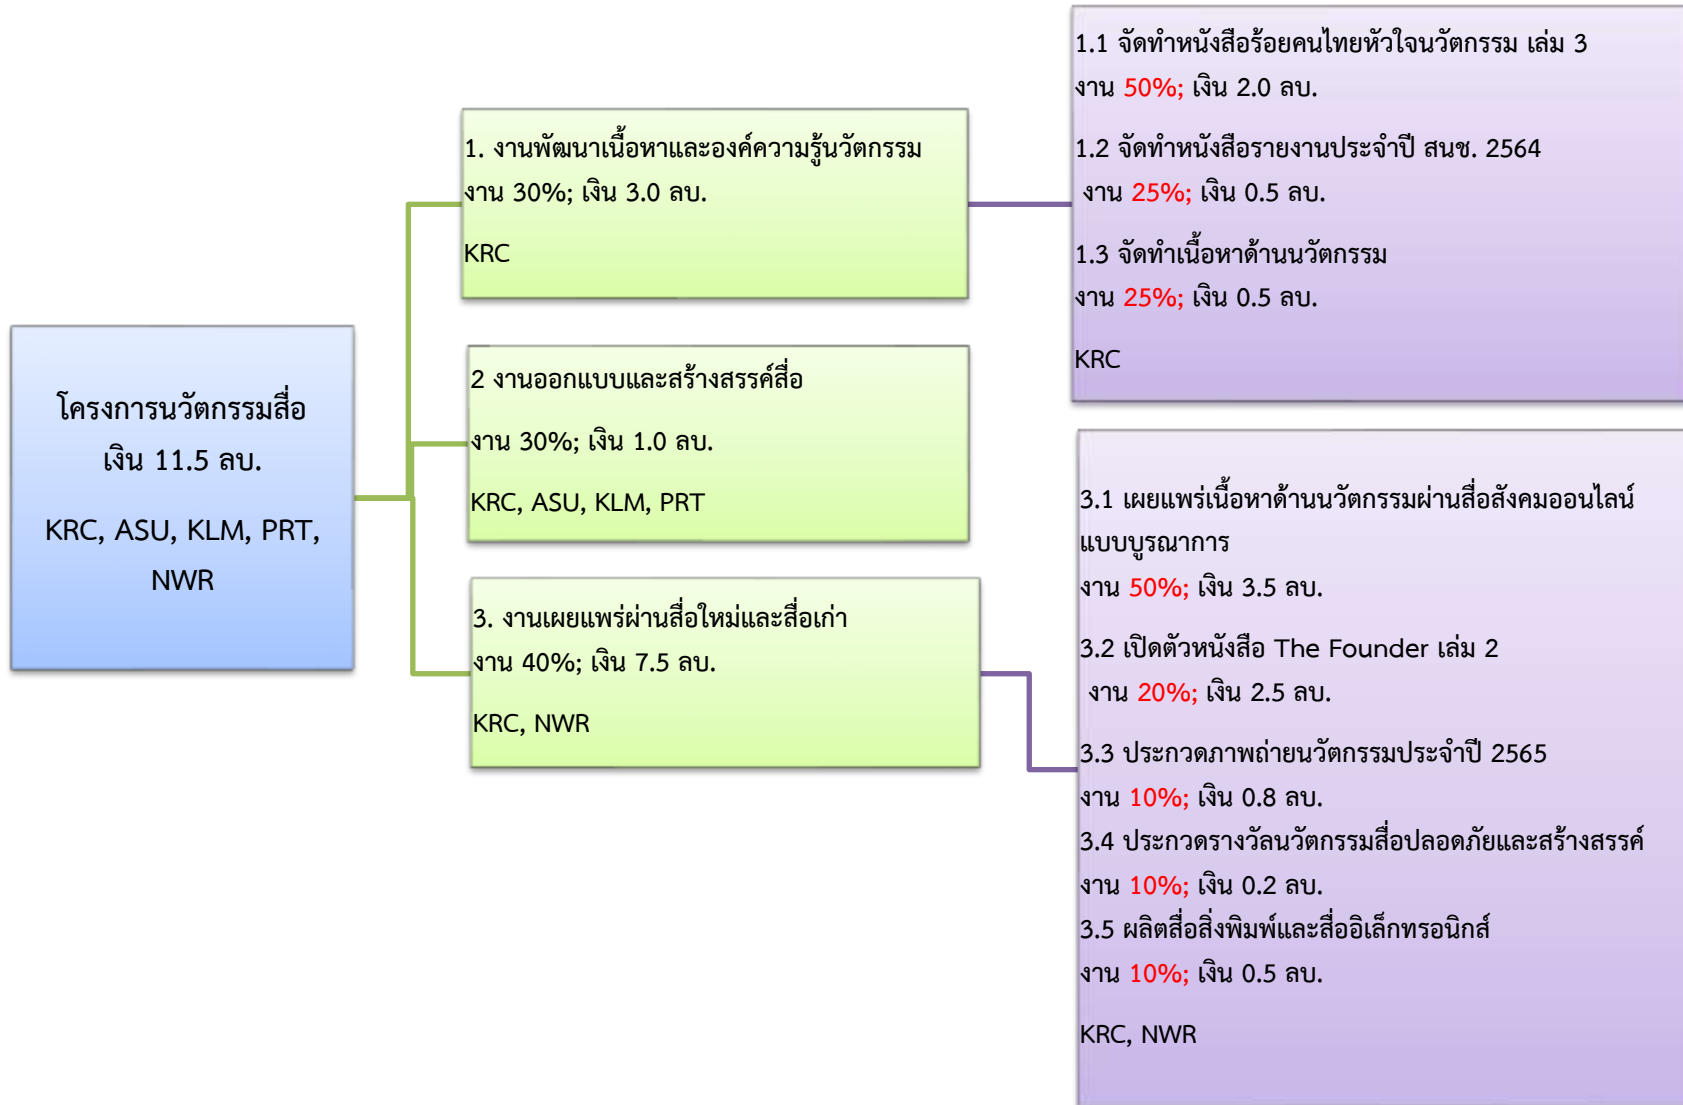 โครงการนวัตกรรมสื่อ
เงิน 11.5 ลบ.
KRC, ASU, KLM, PRT,
NWR
1. งานพัฒนาเนื้อหาและองค์ความรู้นวัตกรรม
งาน 30%; เงิน 3.0 ลบ.
KRC
2 งานออกแบบและสร้างสรรค์สื่อ
งาน 30%; เงิน 1.0 ลบ.
KRC, ASU, KLM, PRT
3. งานเผยแพร่ผ่านสื่อใหม่และสื่อเก่า
งาน 40%; เงิน 7.5 ลบ.
KRC, NWR
1.1 จัดทำหนังสือร้อยคนไทยหัวใจนวัตกรรม เล่ม 3
งาน 50%; เงิน 2.0 ลบ.
1.2 จัดทำหนังสือรายงานประจำปี สนช. 2564
งาน 25%; เงิน 0.5 ลบ.
1.3 จัดทำเนื้อหาด้านนวัตกรรม
งาน 25%; เงิน 0.5 ลบ.
KRC
3.1 เผยแพร่เนื้อหาด้านนวัตกรรมผ่านสื่อสังคมออนไลน์
แบบบูรณาการ
งาน 50%; เงิน 3.5 ลบ.
3.2 เปิดตัวหนังสือ The Founder เล่ม 2
งาน 20%; เงิน 2.5 ลบ.
3.3 ประกวดภาพถ่ายนวัตกรรมประจำปี 2565
งาน 10%; เงิน 0.8 ลบ.
3.4 ประกวดรางวัลนวัตกรรมสื่อปลอดภัยและสร้างสรรค์
งาน 10%; เงิน 0.2 ลบ.
3.5 ผลิตสื่อสิ่งพิมพ์และสื่ออิเล็กทรอนิกส์
งาน 10%; เงิน 0.5 ลบ.
KRC, NWR